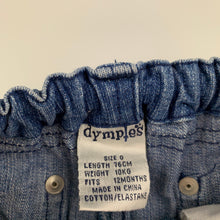 dymples
SIZE 0
LENGTH 76CM
WEIGHT 10KG
FITS 12MONTHS
MADE IN CHINA
COTTON/ELASTANE